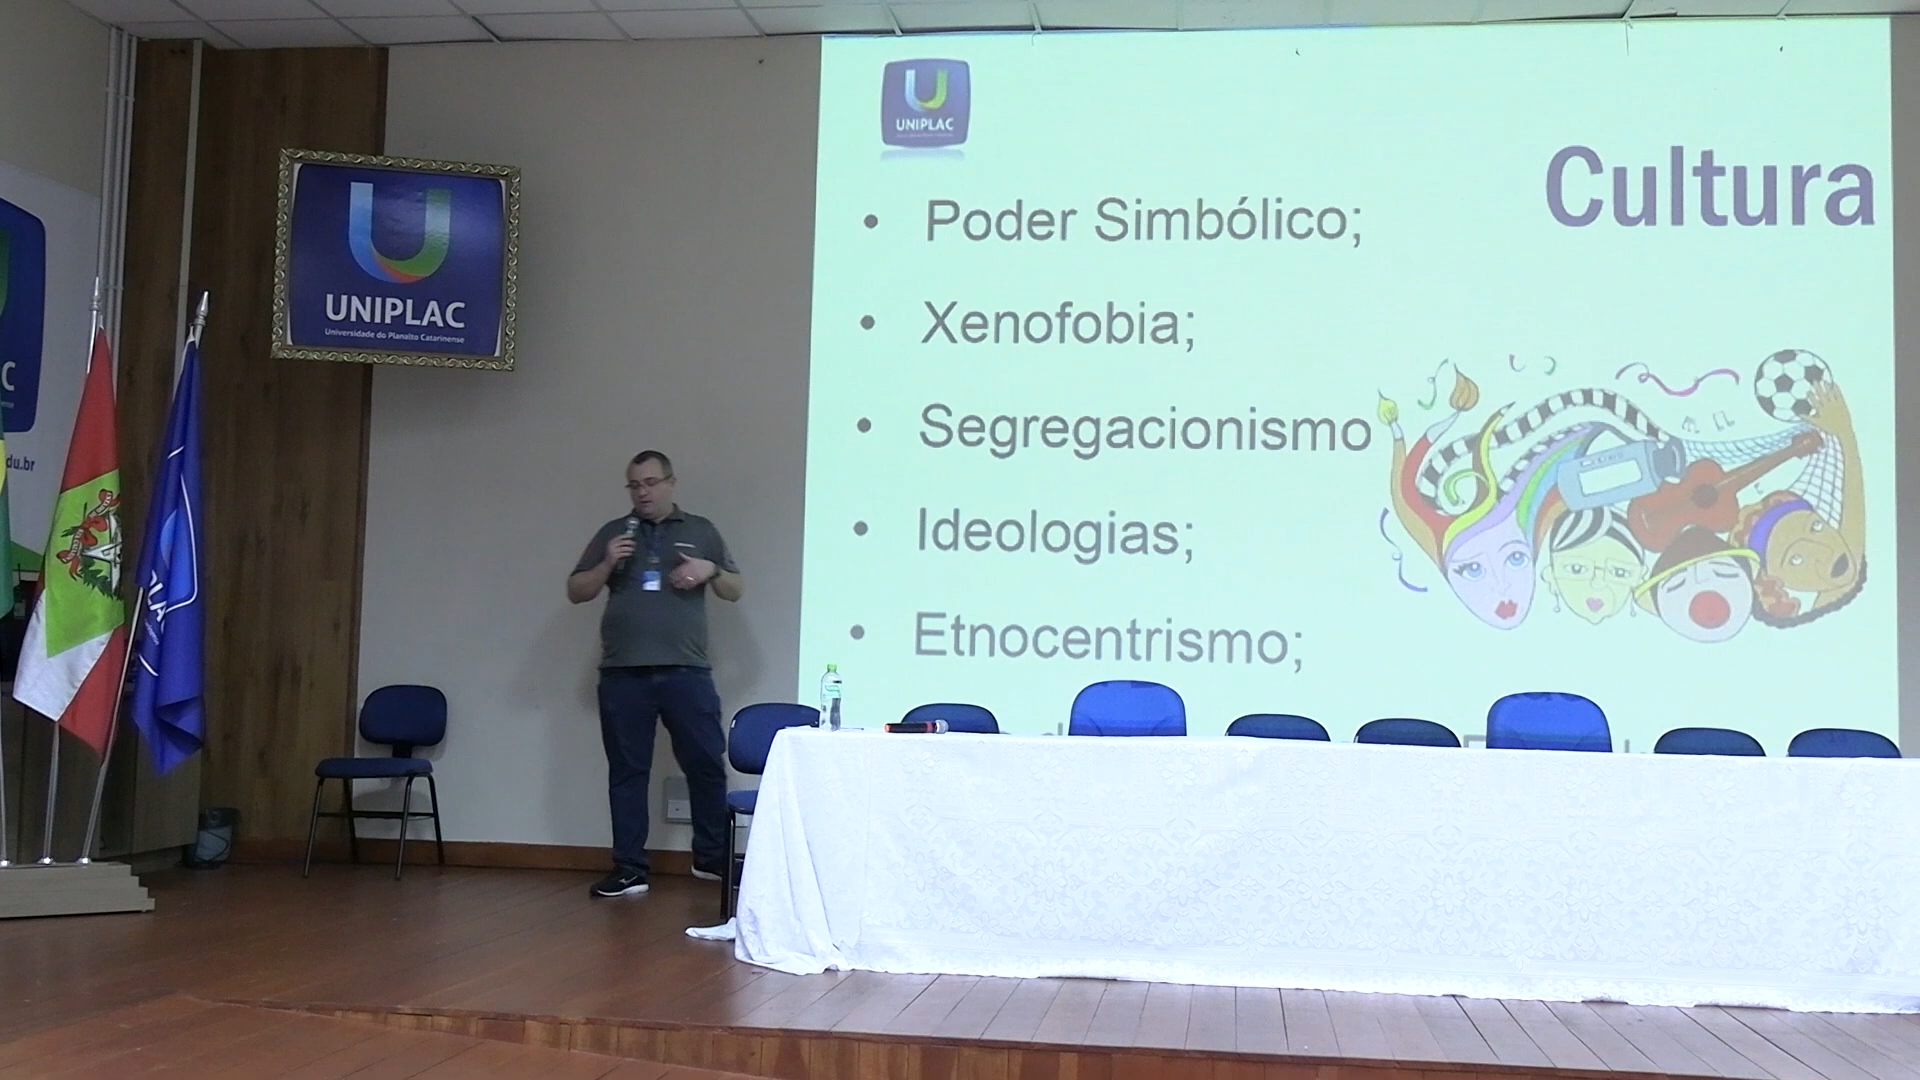 UNIPLAC
Cultura
• Poder Simbólico;
• Xenofobia;
• Segregacionismo
• Ideologias;
• Etnocentrismo;
UNIPLAC
Universidade do Planalto Catarinense
du.br